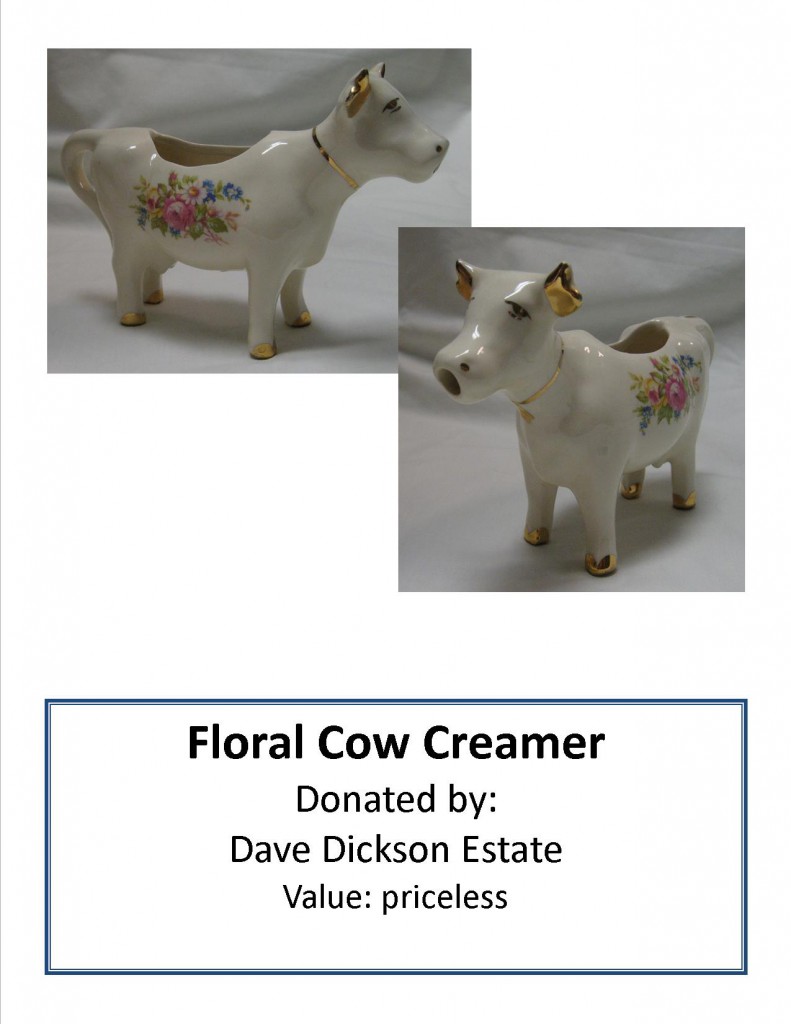 Floral Cow Creamer
Donated by:
Dave Dickson Estate
Value: priceless